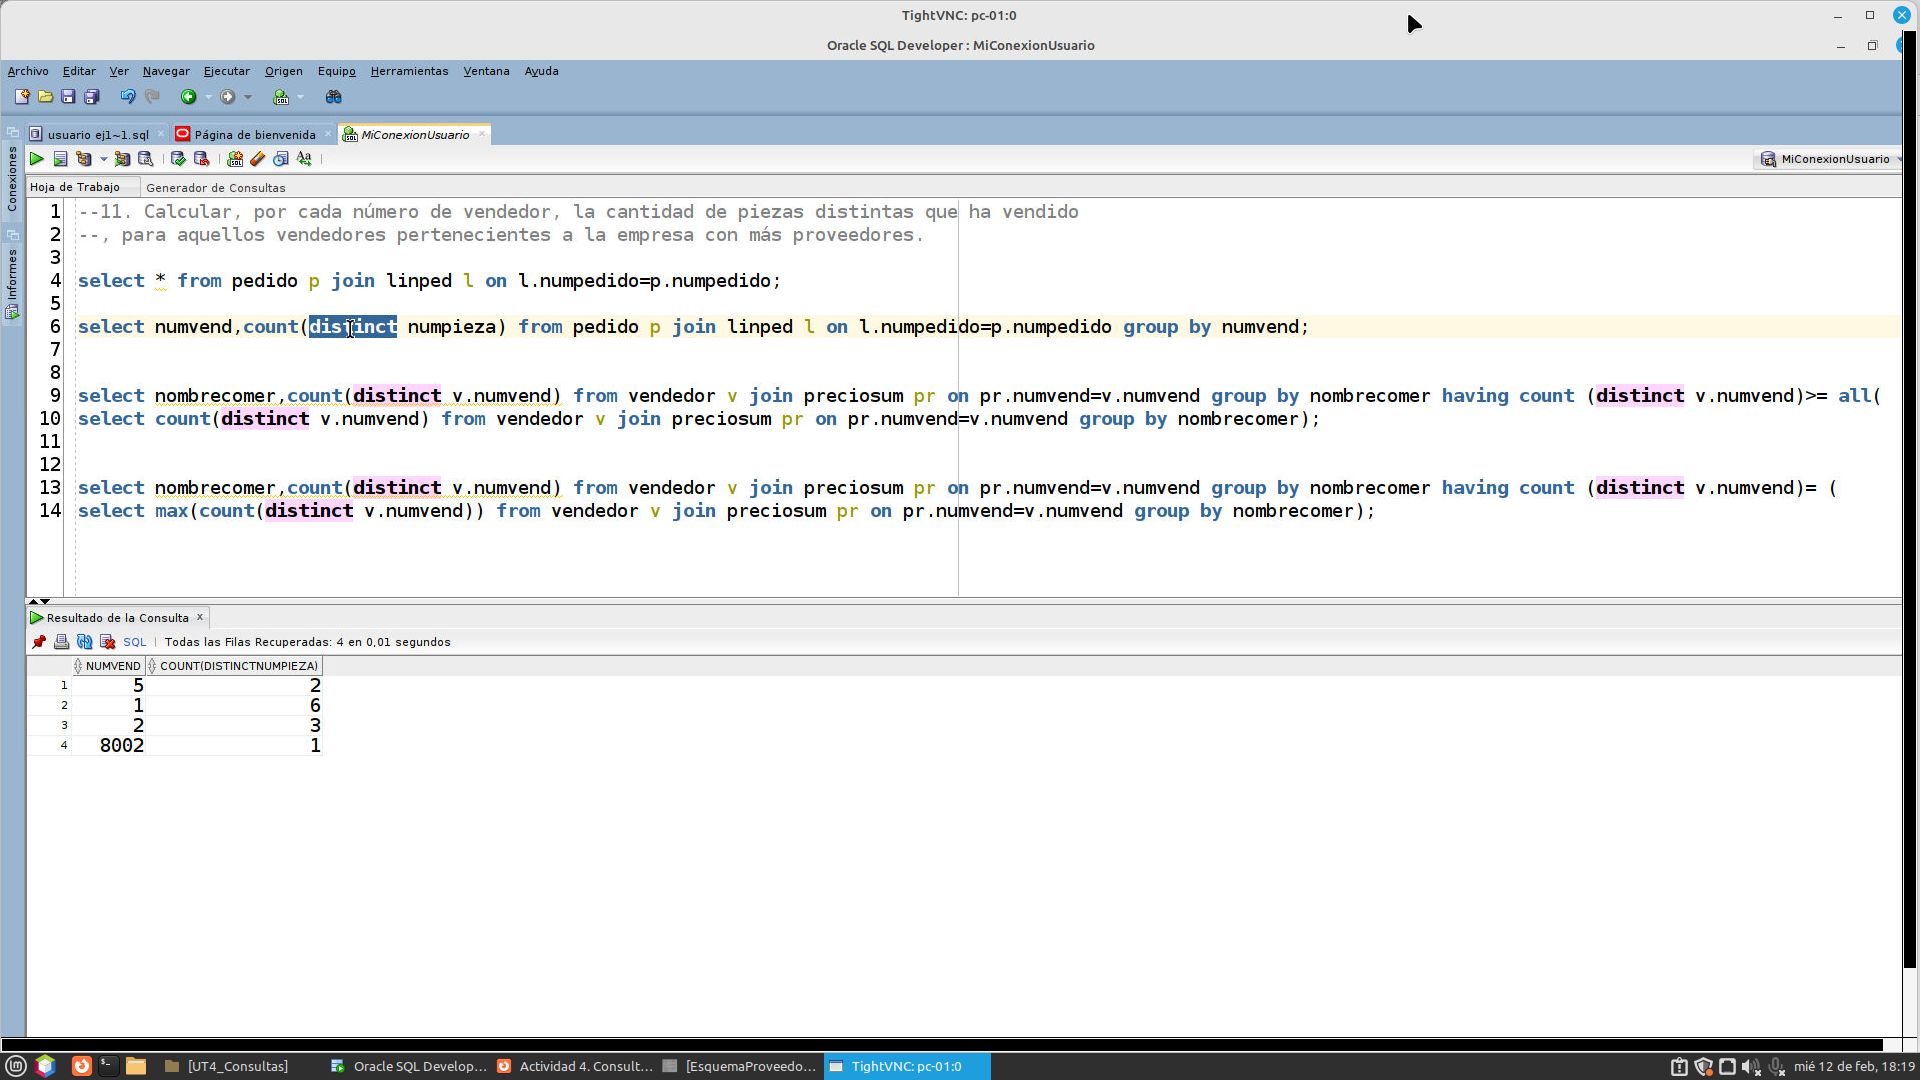 TightVNC: pc-01:0
Oracle SQL Developer : MiConexionUsuario
Archivo Editar Ver Navegar Ejecutar Origen Equipo Herramientas Ventana Ayuda
usuario ej1~1.sql Página de bienvenida MiConexionUsuario
MiConexionUsuario
Conexiones
Informes
Hoja de Trabajo Generador de Consultas
1 --11. Calcular, por cada número de vendedor, la cantidad de piezas distintas que ha vendido
2 --, para aquellos vendedores pertenecientes a la empresa con más proveedores.
3
4 select * from pedido p join linped l on l.numpedido=p.numpedido;
5
6 select numvend,count(distinct numpieza) from pedido p join linped l on l.numpedido=p.numpedido group by numvend;
7
8
9 select nombrecomer,count(distinct v.numvend) from vendedor v join preciosum pr on pr.numvend=v.numvend group by nombrecomer having count (distinct v.numvend)>= all(
10 select count(distinct v.numvend) from vendedor v join preciosum pr on pr.numvend=v.numvend group by nombrecomer);
11
12
13 select nombrecomer,count(distinct v.numvend) from vendedor v join preciosum pr on pr.numvend=v.numvend group by nombrecomer having count (distinct v.numvend)= (
14 select max(count(distinct v.numvend)) from vendedor v join preciosum pr on pr.numvend=v.numvend group by nombrecomer);
Resultado de la Consulta x
SQL | Todas las Filas Recuperadas: 4 en 0,01 segundos
NUMVEND COUNT(DISTINCTNUMPIEZA)
1 5 2
2 1 6
3 2 3
4 8002 1
[UT4_Consultas] Oracle SQL Develop... Actividad 4. Consult... [EsquemaProveedo... TightVNC: pc-01:0 mié 12 de feb, 18:19